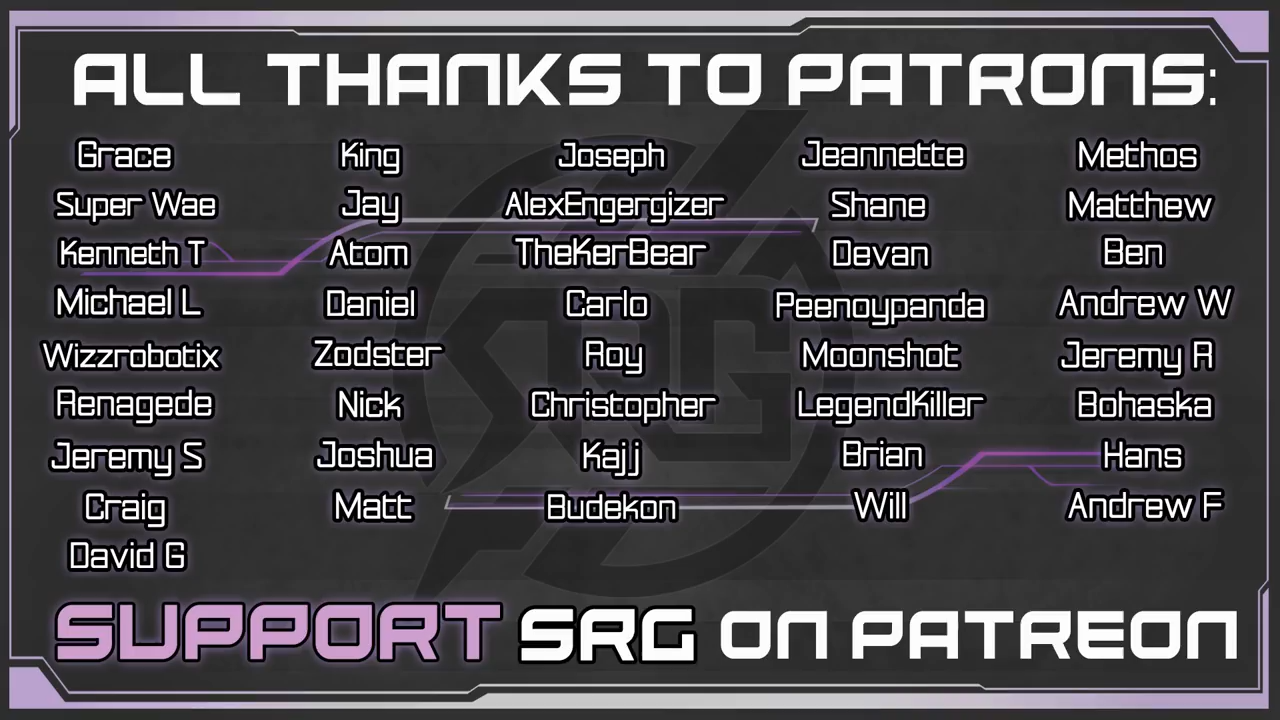 ALL THANKS TO PATRONS:
Grace King Joseph Jeannette Methos
Super Wae Jay AlexEngergizer Shane Matthew
Kenneth T Atom TheKerBear Devan Ben
Michael L Daniel Carlo Peenoypanda Andrew W
Wizzrobotix Zodster Roy Moonshot Jeremy R
Renagede Nick Christopher LegendKiller Bohaska
Jeremy S Joshua Kajj Brian Hans
Craig Matt Budekon Will Andrew F
David G
SUPPORT SRG ON PATREON